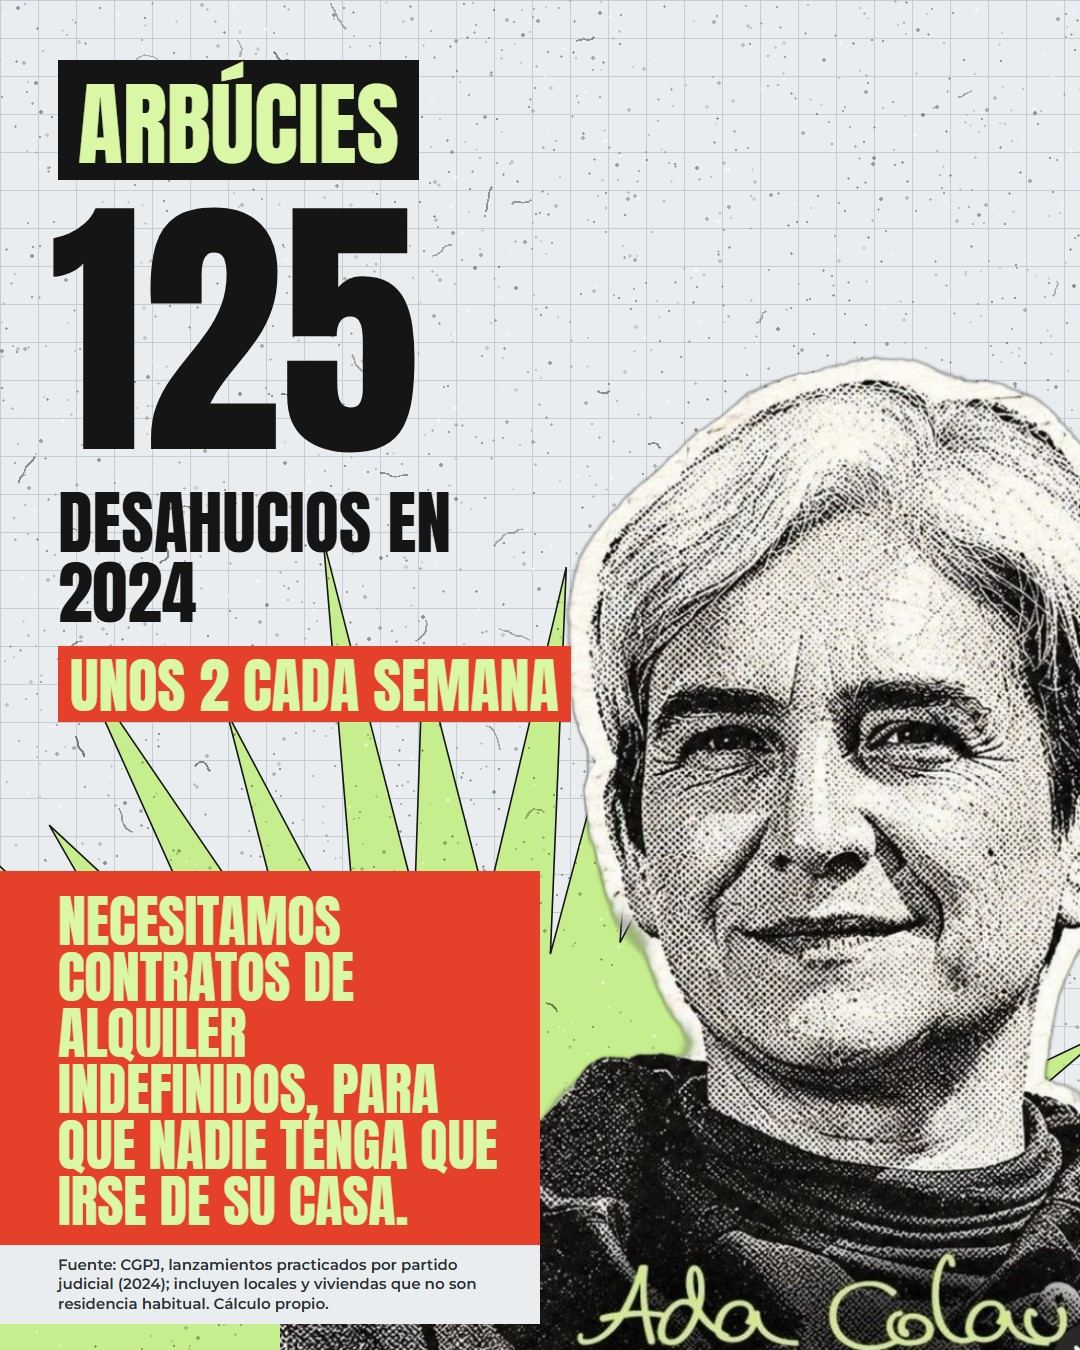 ARBÚCIES
125
DESAHUCIOS EN
2024
UNOS 2 CADA SEMANA
NECESITAMOS
CONTRATOS DE
ALQUILER
INDEFINIDOS, PARA
QUE NADIE TENGA QUE
IRSE DE SU CASA.
Fuente: CGPJ, lanzamientos practicados por partido
judicial (2024); incluyen locales y viviendas que no son
residencia habitual. Cálculo propio.
Ada Colau